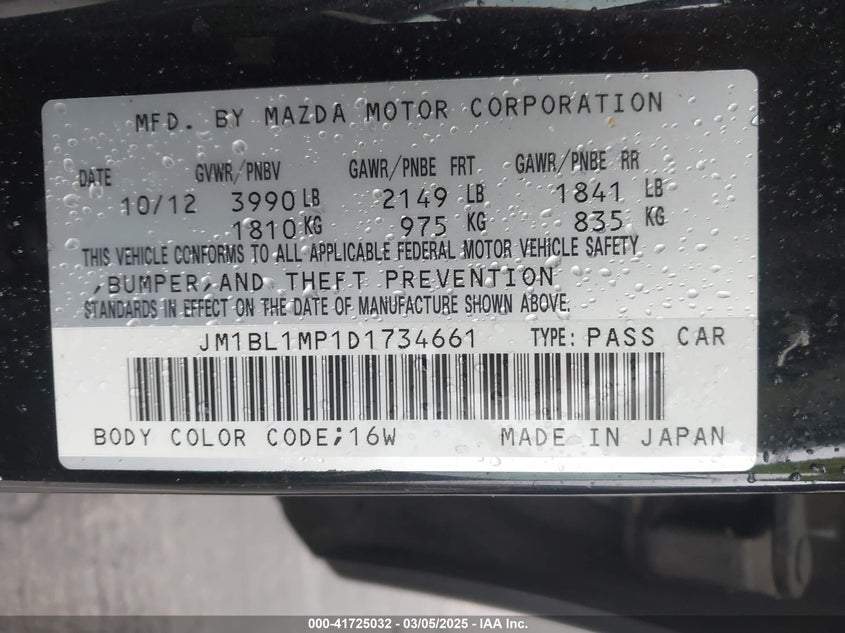 MFD. BY MAZDA MOTOR CORPORATION
DATE GVWR/PNBV GAWR/PNBE FRT GAWR/PNBE RR
10/12 3990 LB 2149 LB 1841 LB
1810 KG 975 KG 835 KG
THIS VEHICLE CONFORMS TO ALL APPLICABLE FEDERAL MOTOR VEHICLE SAFETY
,BUMPER,AND THEFT PREVENTION
STANDARDS IN EFFECT ON THE DATE OF MANUFACTURE SHOWN ABOVE.
JM1BL1MP1D1734661 TYPE: PASS CAR
BODY COLOR CODE;16W MADE IN JAPAN
000-41725032 - 03/05/2025 - IAA Inc.